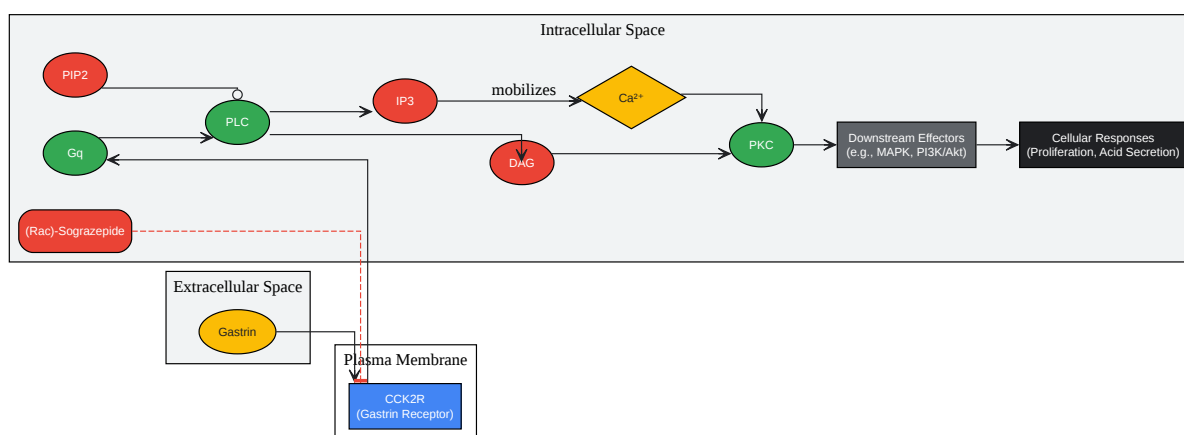 Intracellular Space
PIP2
PLC
Gq
IP3
mobilizes
Ca²⁺
DAG
PKC
Downstream Effectors
(e.g., MAPK, PI3K/Akt)
Cellular Responses
(Proliferation, Acid Secretion)
(Rac)-Sograzepide
Extracellular Space
Gastrin
Plasma Membrane
CCK2R
(Gastrin Receptor)